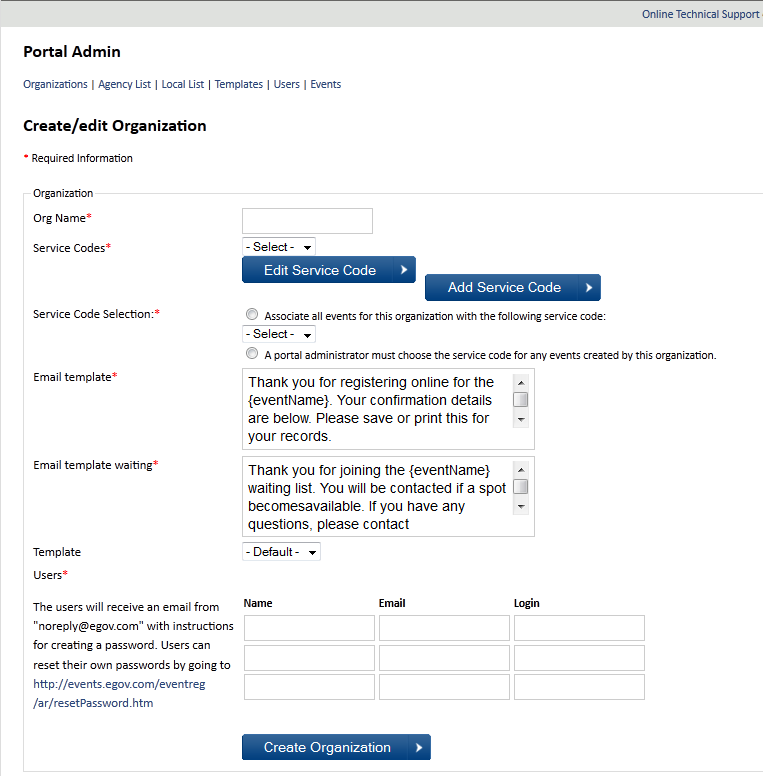 Online Technical Support
Portal Admin
Organizations | Agency List | Local List | Templates | Users | Events
Create/edit Organization
* Required Information
Organization
Org Name*
Service Codes*
- Select -
Edit Service Code
Add Service Code
Service Code Selection:*
Associate all events for this organization with the following service code:
- Select -
A portal administrator must choose the service code for any events created by this organization.
Email template*
Thank you for registering online for the
{eventName}. Your confirmation details
are below. Please save or print this for
your records.
Email template waiting*
Thank you for joining the {eventName}
waiting list. You will be contacted if a spot
becomesavailable. If you have any
questions, please contact
Template
- Default -
Users*
The users will receive an email from
"noreply@egov.com" with instructions
for creating a password. Users can
reset their own passwords by going to
http://events.egov.com/eventreg
/ar/resetPassword.htm
Name Email Login
Create Organization